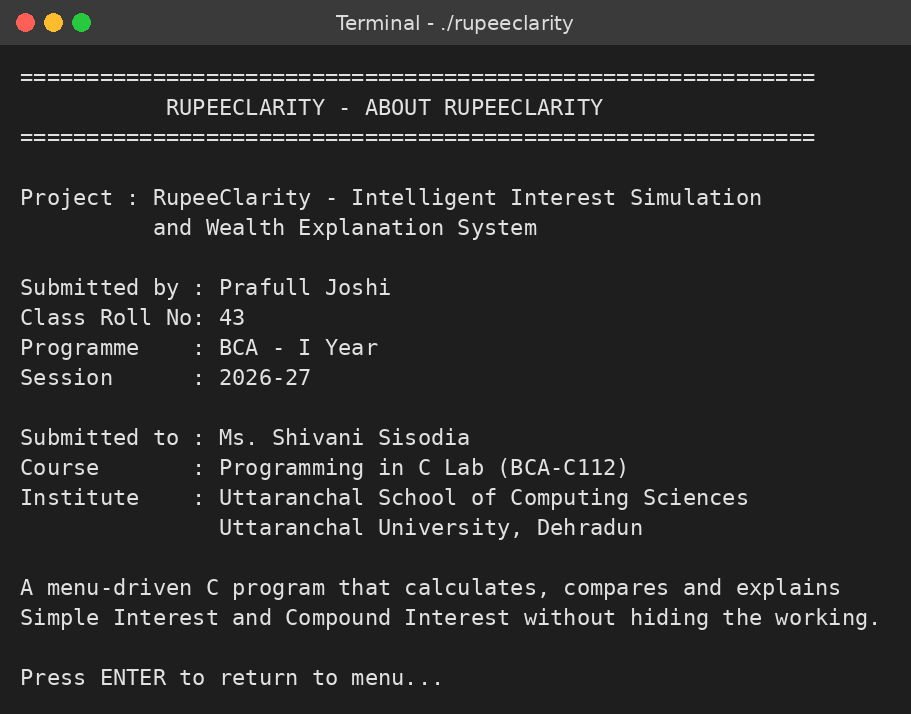 Terminal - ./rupeeclarity
============================================================
RUPEECLARITY - ABOUT RUPEECLARITY
============================================================
Project : RupeeClarity - Intelligent Interest Simulation
and Wealth Explanation System
Submitted by : Prafull Joshi
Class Roll No: 43
Programme    : BCA - I Year
Session      : 2026-27
Submitted to : Ms. Shivani Sisodia
Course       : Programming in C Lab (BCA-C112)
Institute    : Uttaranchal School of Computing Sciences
Uttaranchal University, Dehradun
A menu-driven C program that calculates, compares and explains
Simple Interest and Compound Interest without hiding the working.
Press ENTER to return to menu...